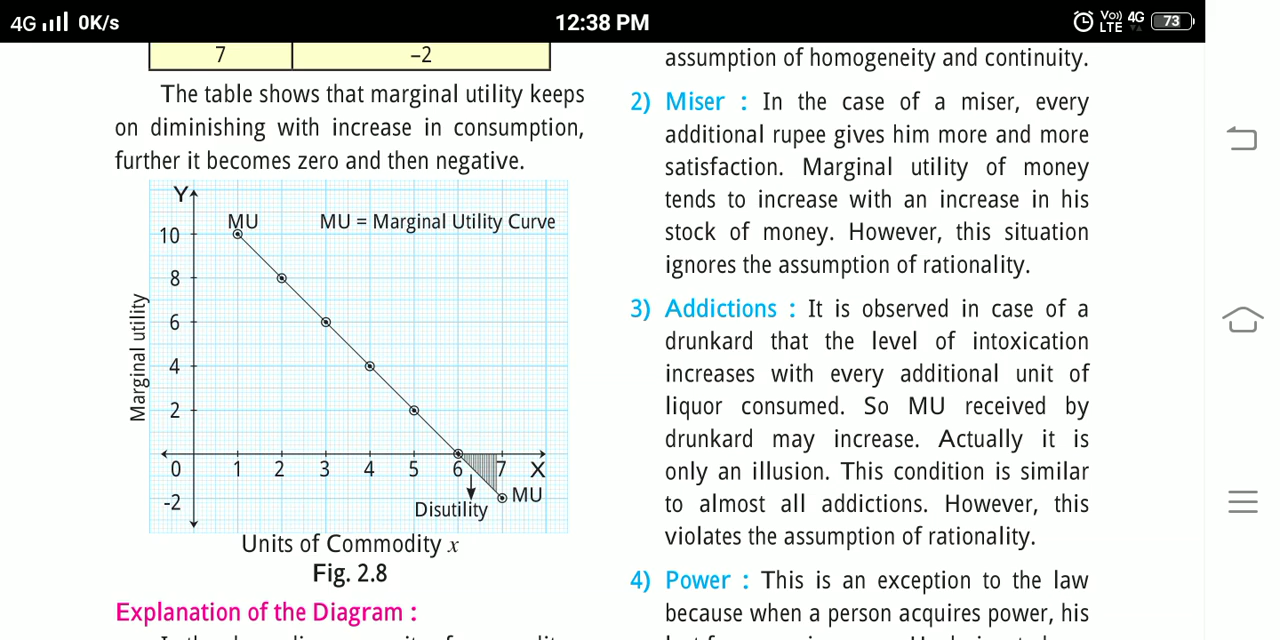 4G 0K/s
12:38 PM
Vo)) LTE 4G 73
7 –2
The table shows that marginal utility keeps
on diminishing with increase in consumption,
further it becomes zero and then negative.
Y
MU
MU = Marginal Utility Curve
10
8
6
4
2
0 1 2 3 4 5 6 7 X
-2
MU
Disutility
Marginal utility
Units of Commodity x
Fig. 2.8
Explanation of the Diagram :
assumption of homogeneity and continuity.
2) Miser : In the case of a miser, every
additional rupee gives him more and more
satisfaction. Marginal utility of money
tends to increase with an increase in his
stock of money. However, this situation
ignores the assumption of rationality.
3) Addictions : It is observed in case of a
drunkard that the level of intoxication
increases with every additional unit of
liquor consumed. So MU received by
drunkard may increase. Actually it is
only an illusion. This condition is similar
to almost all addictions. However, this
violates the assumption of rationality.
4) Power : This is an exception to the law
because when a person acquires power, his